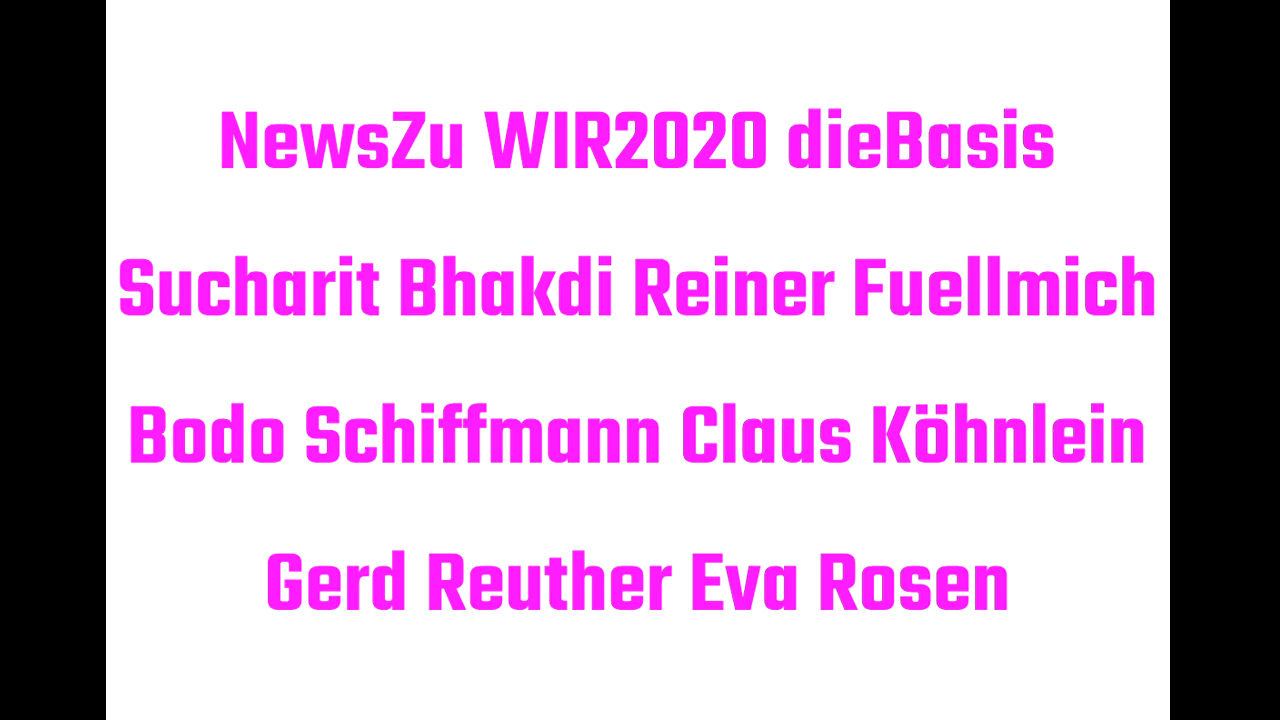 NewsZu WIR2020 dieBasis
Sucharit Bhakdi Reiner Fuellmich
Bodo Schiffmann Claus Köhnlein
Gerd Reuther Eva Rosen